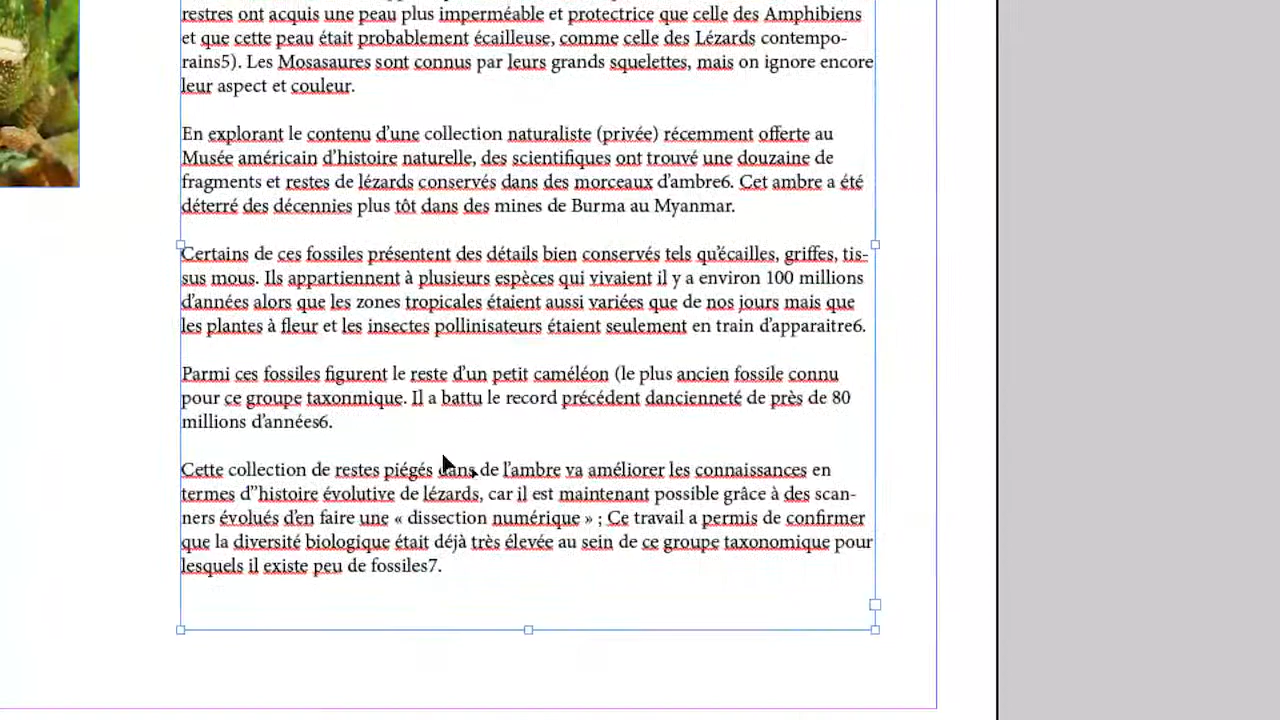 restres ont acquis une peau plus imperméable et protectrice que celle des Amphibiens
et que cette peau était probablement écailleuse, comme celle des Lézards contempo-
rains5). Les Mosasaures sont connus par leurs grands squelettes, mais on ignore encore
leur aspect et couleur.
En explorant le contenu d'une collection naturaliste (privée) récemment offerte au
Musée américain d'histoire naturelle, des scientifiques ont trouvé une douzaine de
fragments et restes de lézards conservés dans des morceaux d'ambre6. Cet ambre a été
déterré des décennies plus tôt dans des mines de Burma au Myanmar.
Certains de ces fossiles présentent des détails bien conservés tels qu'écailles, griffes, tis-
sus mous. Ils appartiennent à plusieurs espèces qui vivaient il y a environ 100 millions
d'années alors que les zones tropicales étaient aussi variées que de nos jours mais que
les plantes à fleur et les insectes pollinisateurs étaient seulement en train d'apparaitre6.
Parmi ces fossiles figurent le reste d'un petit caméléon (le plus ancien fossile connu
pour ce groupe taxonmique. Il a battu le record précédent dancienneté de près de 80
millions d'années6.
Cette collection de restes piégés dans de l'ambre va améliorer les connaissances en
termes d''histoire évolutive de lézards, car il est maintenant possible grâce à des scan-
ners évolués d'en faire une « dissection numérique » ; Ce travail a permis de confirmer
que la diversité biologique était déjà très élevée au sein de ce groupe taxonomique pour
lesquels il existe peu de fossiles7.